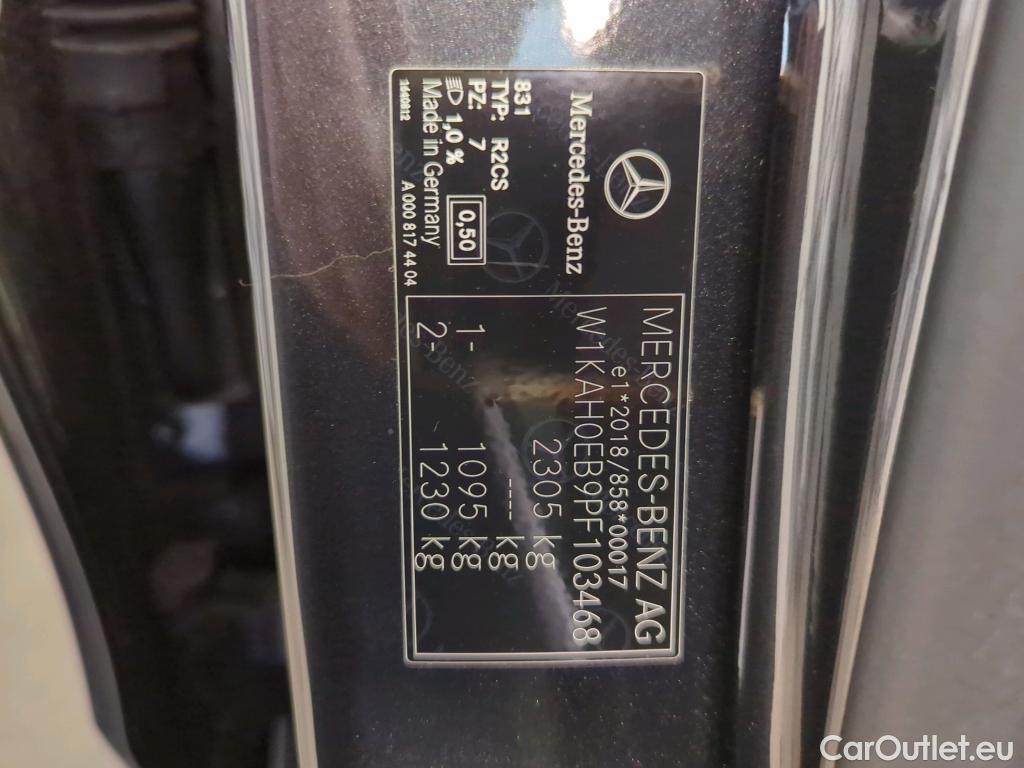 Mercedes-Benz
831
TYP: R2CS
PZ: 7
1,0 % 0,50
Made in Germany
1640812 A 000 817 44 04
MERCEDES-BENZ AG
e1*2018/858*00017
W1KAH0EB9PF103468
2305 kg
---- kg
1- 1095 kg
2- 1230 kg
CarOutlet.eu